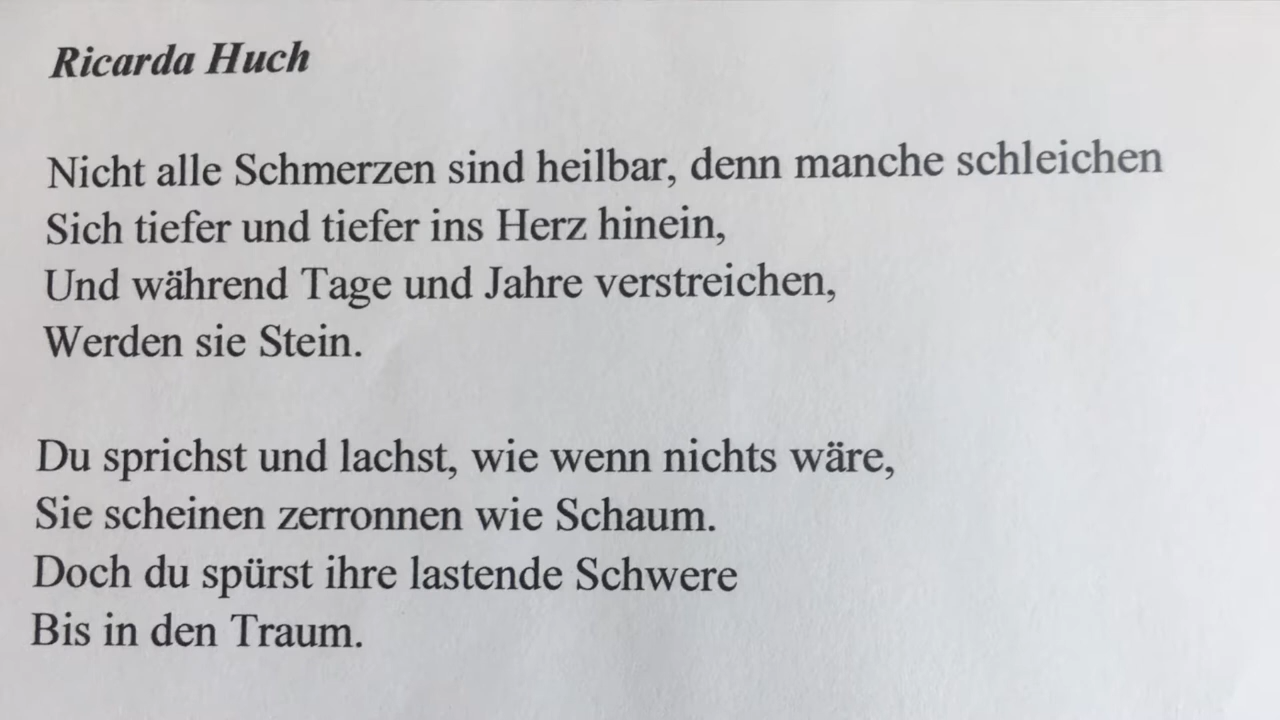 Ricarda Huch
Nicht alle Schmerzen sind heilbar, denn manche schleichen
Sich tiefer und tiefer ins Herz hinein,
Und während Tage und Jahre verstreichen,
Werden sie Stein.
Du sprichst und lachst, wie wenn nichts wäre,
Sie scheinen zerronnen wie Schaum.
Doch du spürst ihre lastende Schwere
Bis in den Traum.